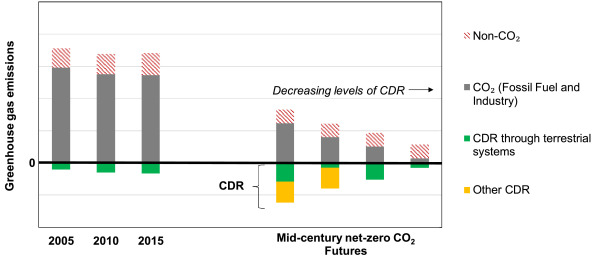 Greenhouse gas emissions
0
Decreasing levels of CDR
CDR
2005 2010 2015
Mid-century net-zero CO₂
Futures
Non-CO₂
CO₂ (Fossil Fuel and
Industry)
CDR through terrestrial
systems
Other CDR